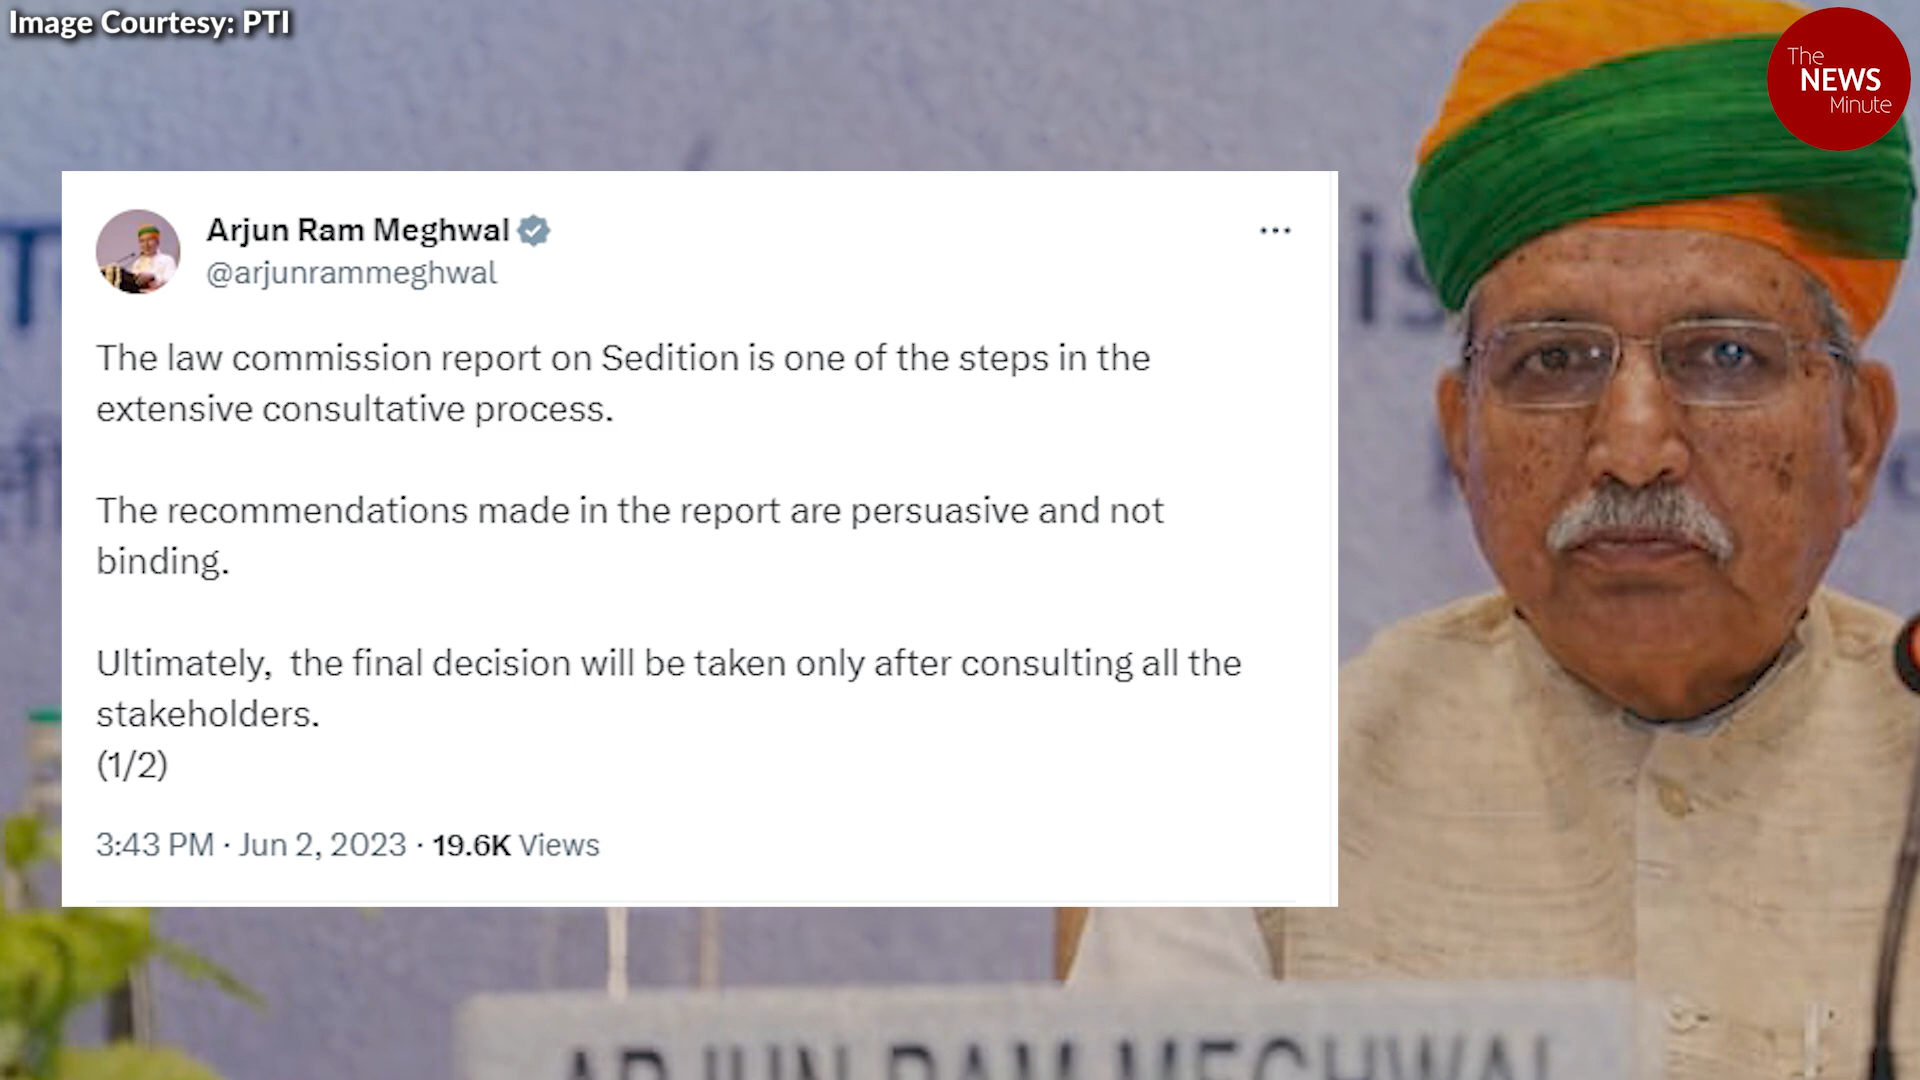 Image Courtesy: PTI
The
NEWS
Minute
Arjun Ram Meghwal
@arjunrammeghwal
The law commission report on Sedition is one of the steps in the
extensive consultative process.
The recommendations made in the report are persuasive and not
binding.
Ultimately,  the final decision will be taken only after consulting all the
stakeholders.
(1/2)
3:43 PM · Jun 2, 2023 · 19.6K Views
ARJUN RAM MEGHWAL